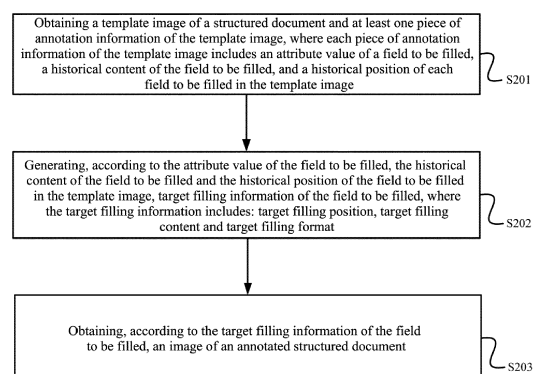 Obtaining a template image of a structured document and at least one piece of
annotation information of the template image, where each piece of annotation
information of the template image includes an attribute value of a field to be filled,
a historical content of the field to be filled, and a historical position of each
field to be filled in the template image
S201
Generating, according to the attribute value of the field to be filled, the historical
content of the field to be filled and the historical position of the field to be filled
in the template image, target filling information of the field to be filled, where
the target filling information includes: target filling position, target filling
content and target filling format
S202
Obtaining, according to the target filling information of the field
to be filled, an image of an annotated structured document
S203